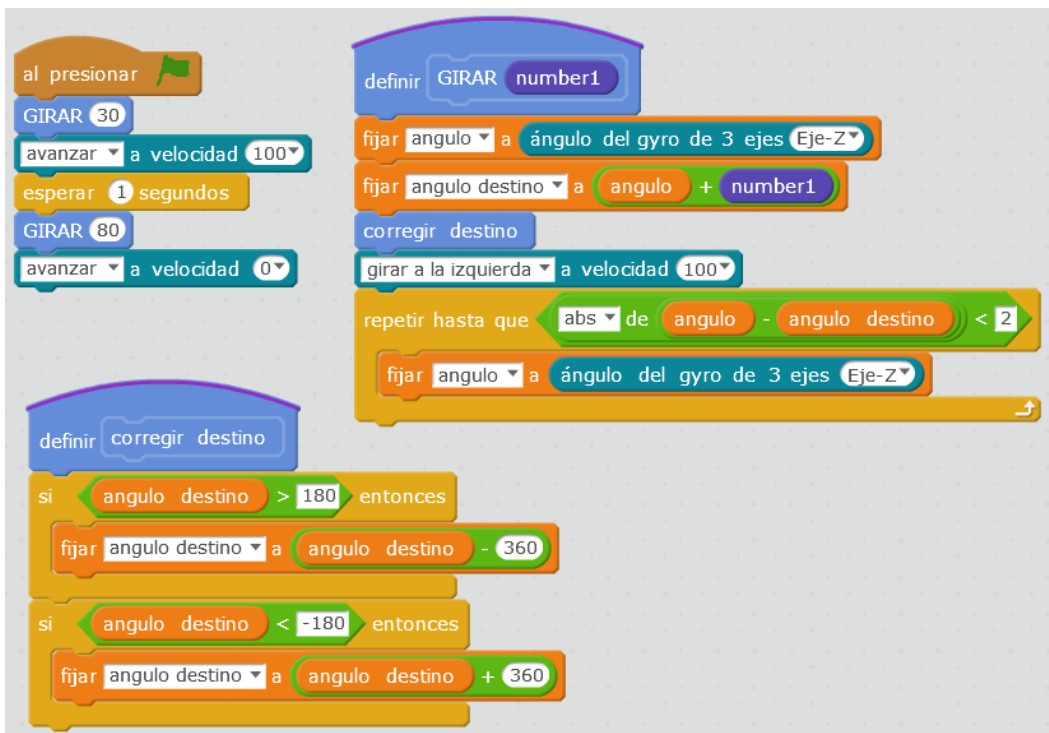 al presionar
GIRAR 30
avanzar a velocidad 100
esperar 1 segundos
GIRAR 80
avanzar a velocidad 0
definir GIRAR number1
fijar angulo a ángulo del gyro de 3 ejes Eje-Z
fijar angulo destino a angulo + number1
corregir destino
girar a la izquierda a velocidad 100
repetir hasta que abs de angulo - angulo destino < 2
fijar angulo a ángulo del gyro de 3 ejes Eje-Z
definir corregir destino
si angulo destino > 180 entonces
fijar angulo destino a angulo destino - 360
si angulo destino < -180 entonces
fijar angulo destino a angulo destino + 360